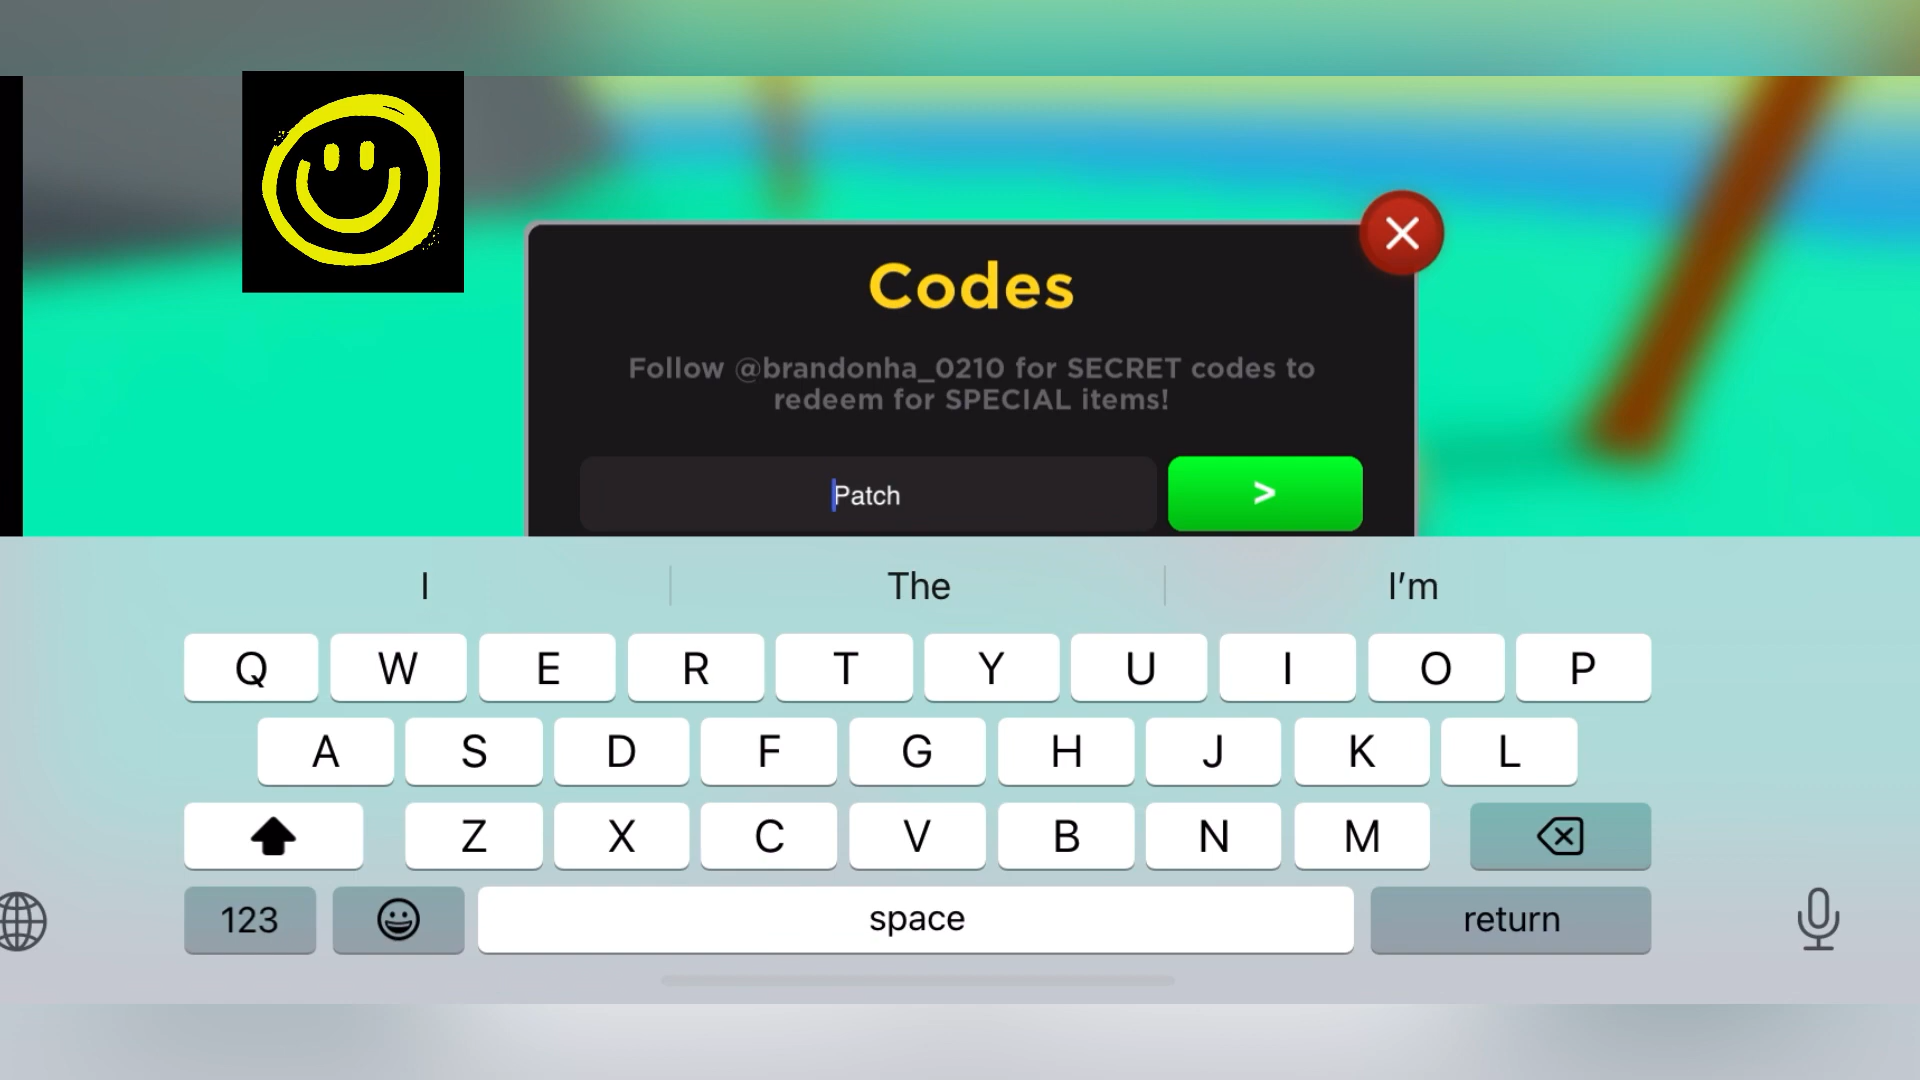 Codes
Follow @brandonha_0210 for SECRET codes to
redeem for SPECIAL items!
Patch
>
I The I’m
Q W E R T Y U I O P
A S D F G H J K L
Z X C V B N M
123 space return